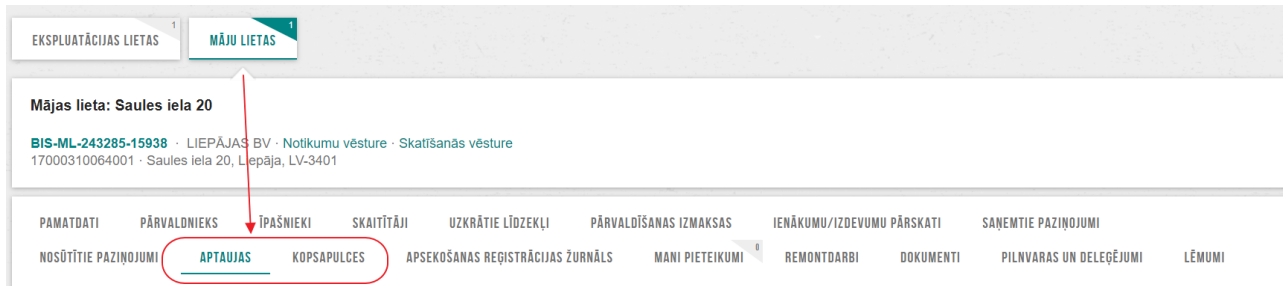 EKSPLUATĀCIJAS LIETAS 1 MĀJU LIETAS 1
Mājas lieta: Saules iela 20
BIS-ML-243285-15938 · LIEPĀJAS BV · Notikumu vēsture · Skatīšanās vēsture
17000310064001 · Saules iela 20, Liepāja, LV-3401
PAMATDATI PĀRVALDNIEKS ĪPAŠNIEKI SKAITĪTĀJI UZKRĀTIE LĪDZEKĻI PĀRVALDĪŠANAS IZMAKSAS IENĀKUMU/IZDEVUMU PĀRSKATI SAŅEMTIE PAZIŅOJUMI
NOSŪTĪTIE PAZIŅOJUMI APTAUJAS KOPSAPULCES APSEKOŠANAS REĢISTRĀCIJAS ŽURNĀLS MANI PIETEIKUMI 0 REMONTDARBI DOKUMENTI PILNVARAS UN DELEĢĒJUMI LĒMUMI